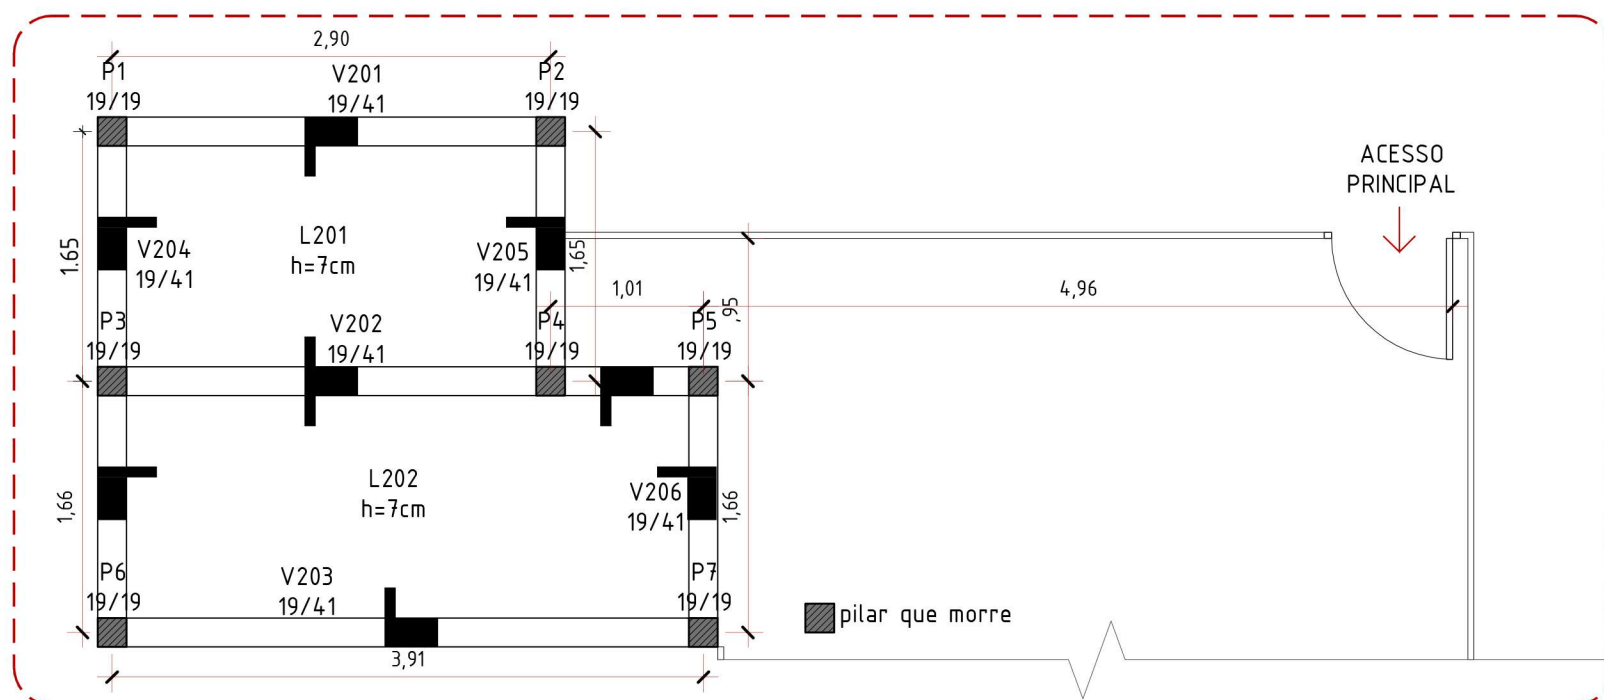 2,90
P1
19/19
V201
19/41
P2
19/19
ACESSO
PRINCIPAL
1.65
V204
19/41
L201
h=7cm
V205
19/41
1,65
1,01
,95
4,96
P3
19/19
V202
19/41
P4
19/19
P5
19/19
1,66
L202
h=7cm
V206
19/41
1,66
P6
19/19
V203
19/41
P7
19/19
pilar que morre
3,91